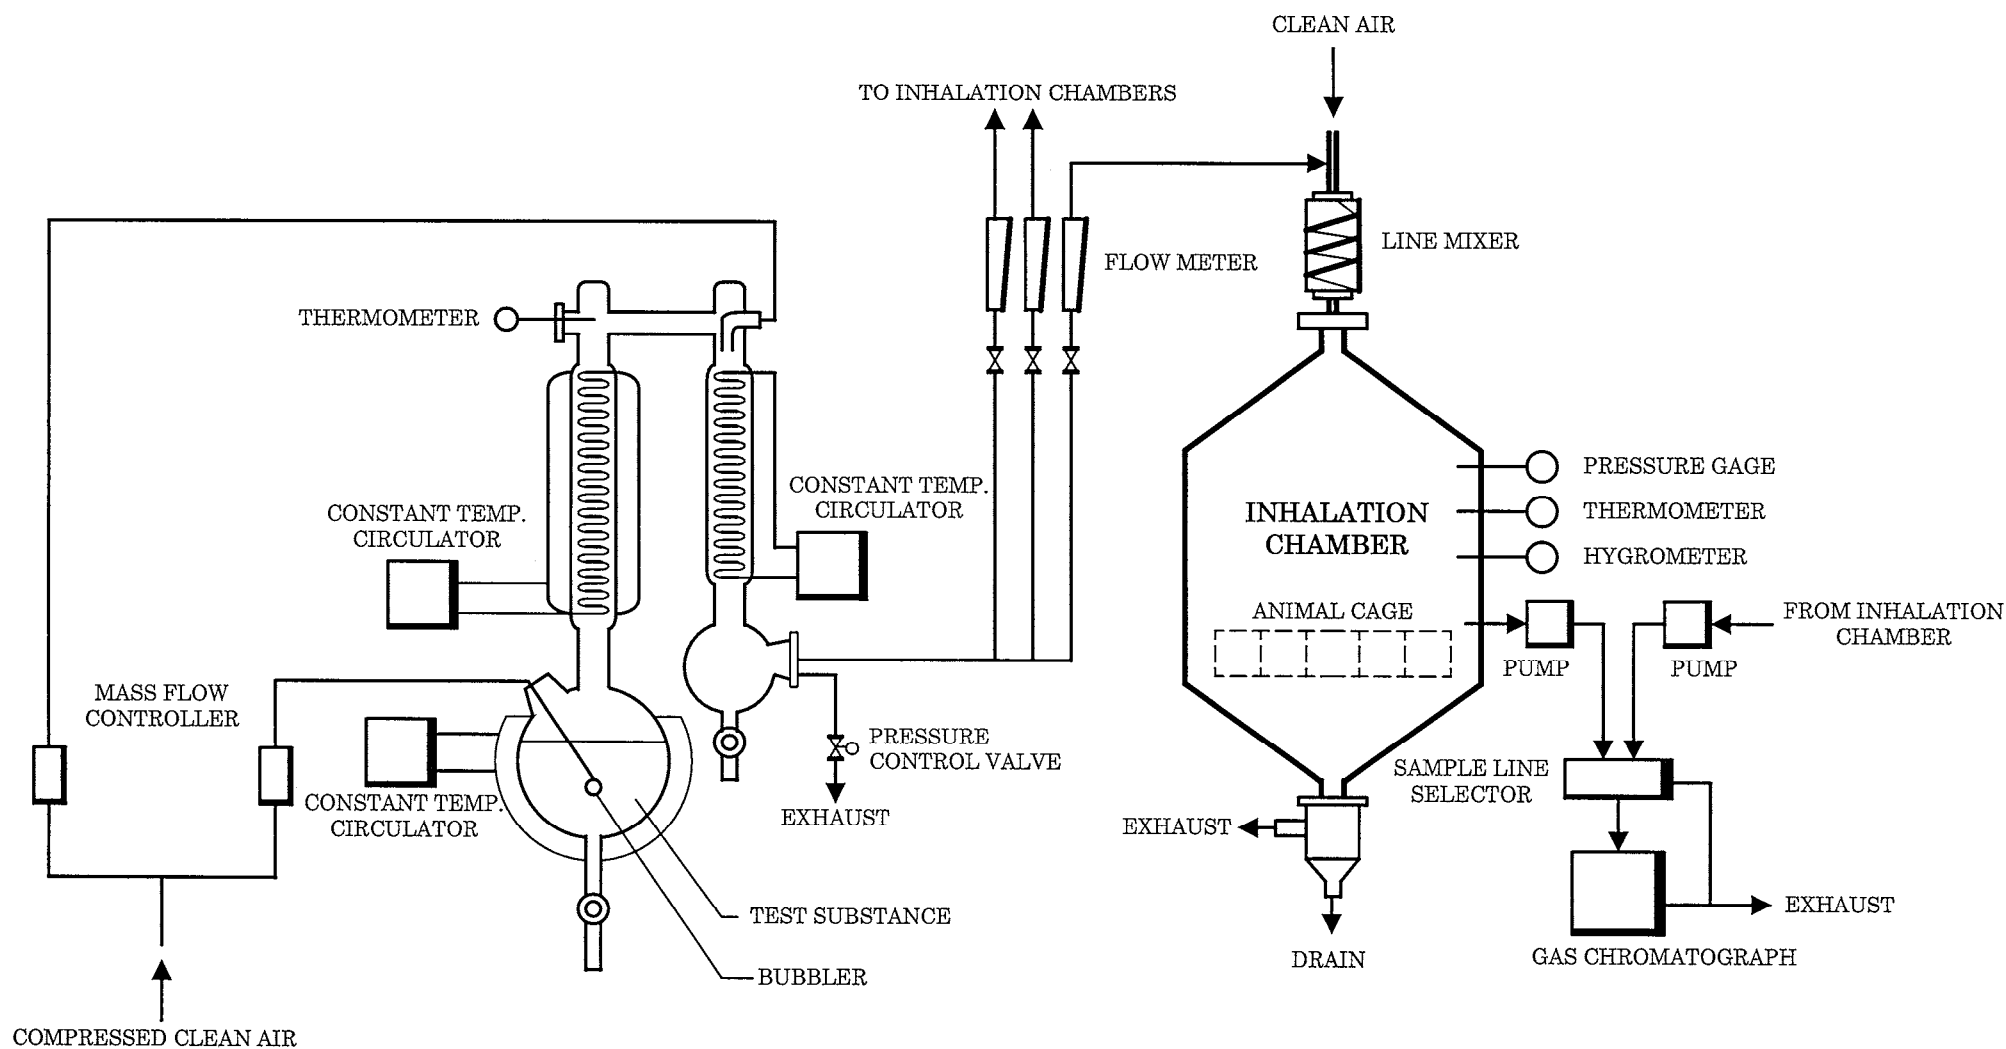 CLEAN AIR
TO INHALATION CHAMBERS
LINE MIXER
FLOW METER
THERMOMETER
PRESSURE GAGE
CONSTANT TEMP.
CIRCULATOR
CONSTANT TEMP.
CIRCULATOR
INHALATION
CHAMBER
THERMOMETER
HYGROMETER
ANIMAL CAGE
FROM INHALATION
CHAMBER
PUMP
PUMP
MASS FLOW
CONTROLLER
PRESSURE
CONTROL VALVE
SAMPLE LINE
SELECTOR
CONSTANT TEMP.
CIRCULATOR
EXHAUST
EXHAUST
EXHAUST
TEST SUBSTANCE
DRAIN
GAS CHROMATOGRAPH
BUBBLER
COMPRESSED CLEAN AIR